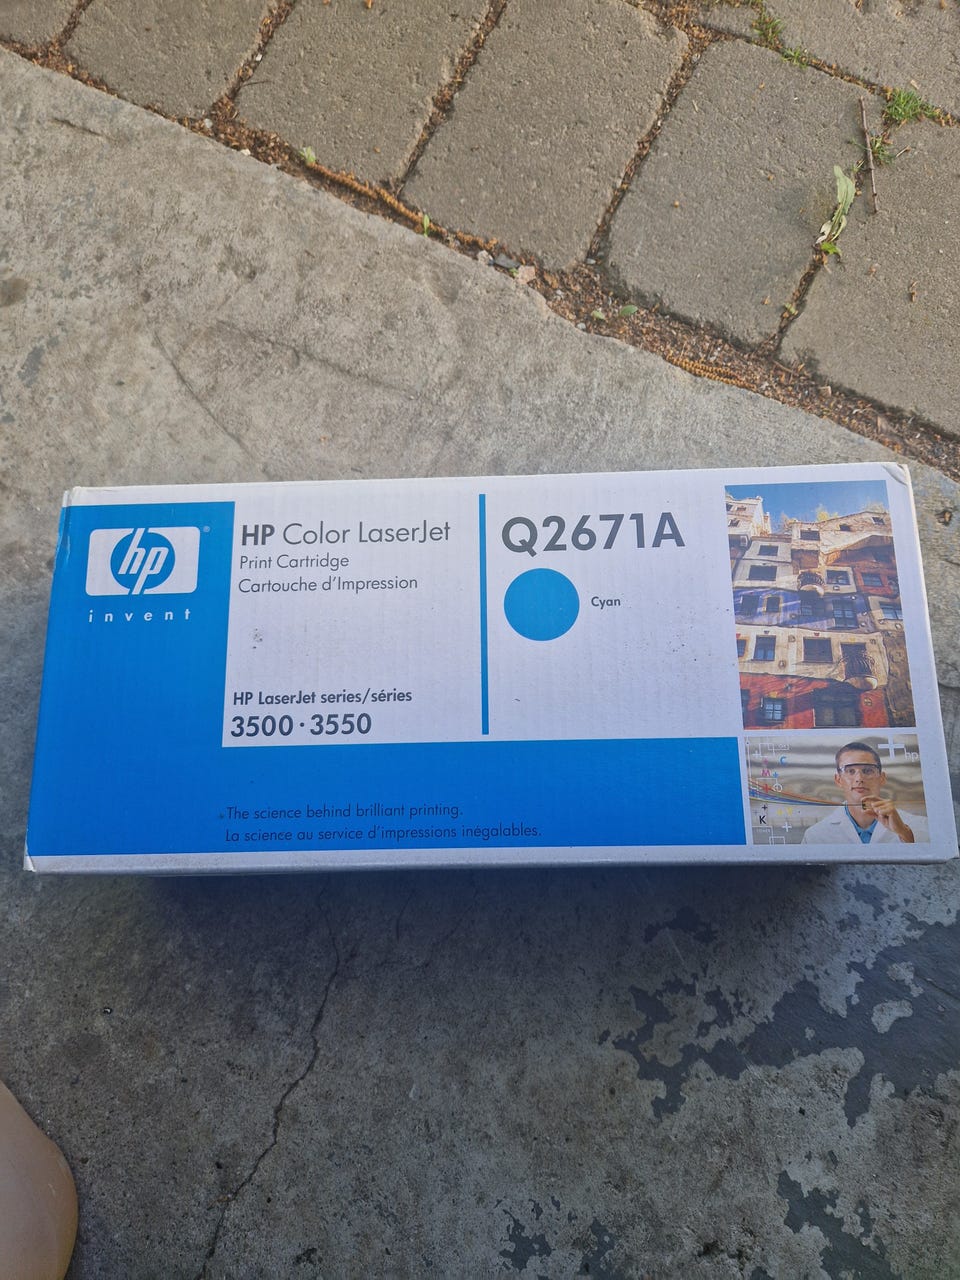 hp
®
invent
HP Color LaserJet
Print Cartridge
Cartouche d'Impression
HP LaserJet series/séries
3500 · 3550
Q2671A
Cyan
The science behind brilliant printing.
La science au service d'impressions inégalables.
hp
C
M
K